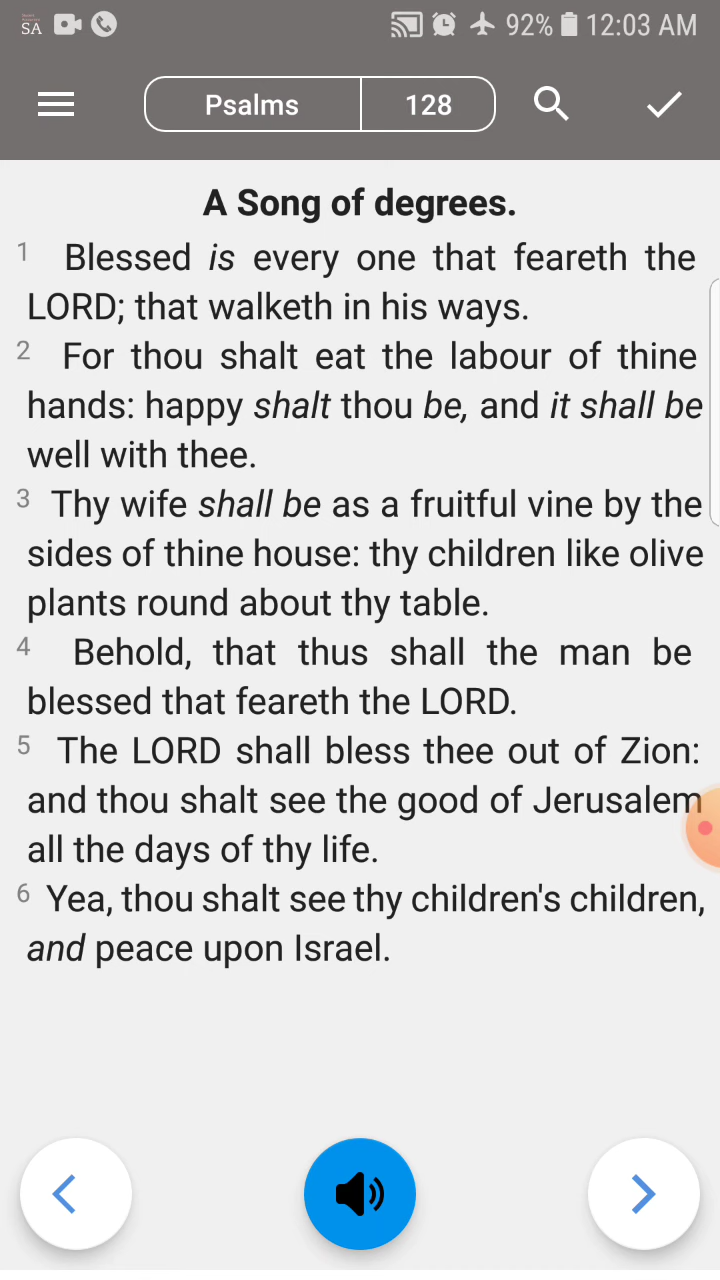 SA 92% 12:03 AM
Psalms 128
A Song of degrees.
1 Blessed is every one that feareth the
LORD; that walketh in his ways.
2 For thou shalt eat the labour of thine
hands: happy shalt thou be, and it shall be
well with thee.
3 Thy wife shall be as a fruitful vine by the
sides of thine house: thy children like olive
plants round about thy table.
4 Behold, that thus shall the man be
blessed that feareth the LORD.
5 The LORD shall bless thee out of Zion:
and thou shalt see the good of Jerusalem
all the days of thy life.
6 Yea, thou shalt see thy children's children,
and peace upon Israel.